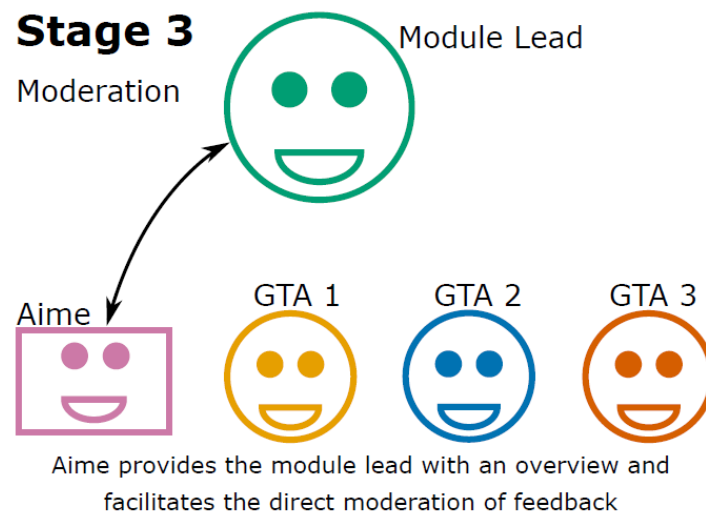 Stage 3
Module Lead
Moderation
Aime
GTA 1
GTA 2
GTA 3
Aime provides the module lead with an overview and
facilitates the direct moderation of feedback